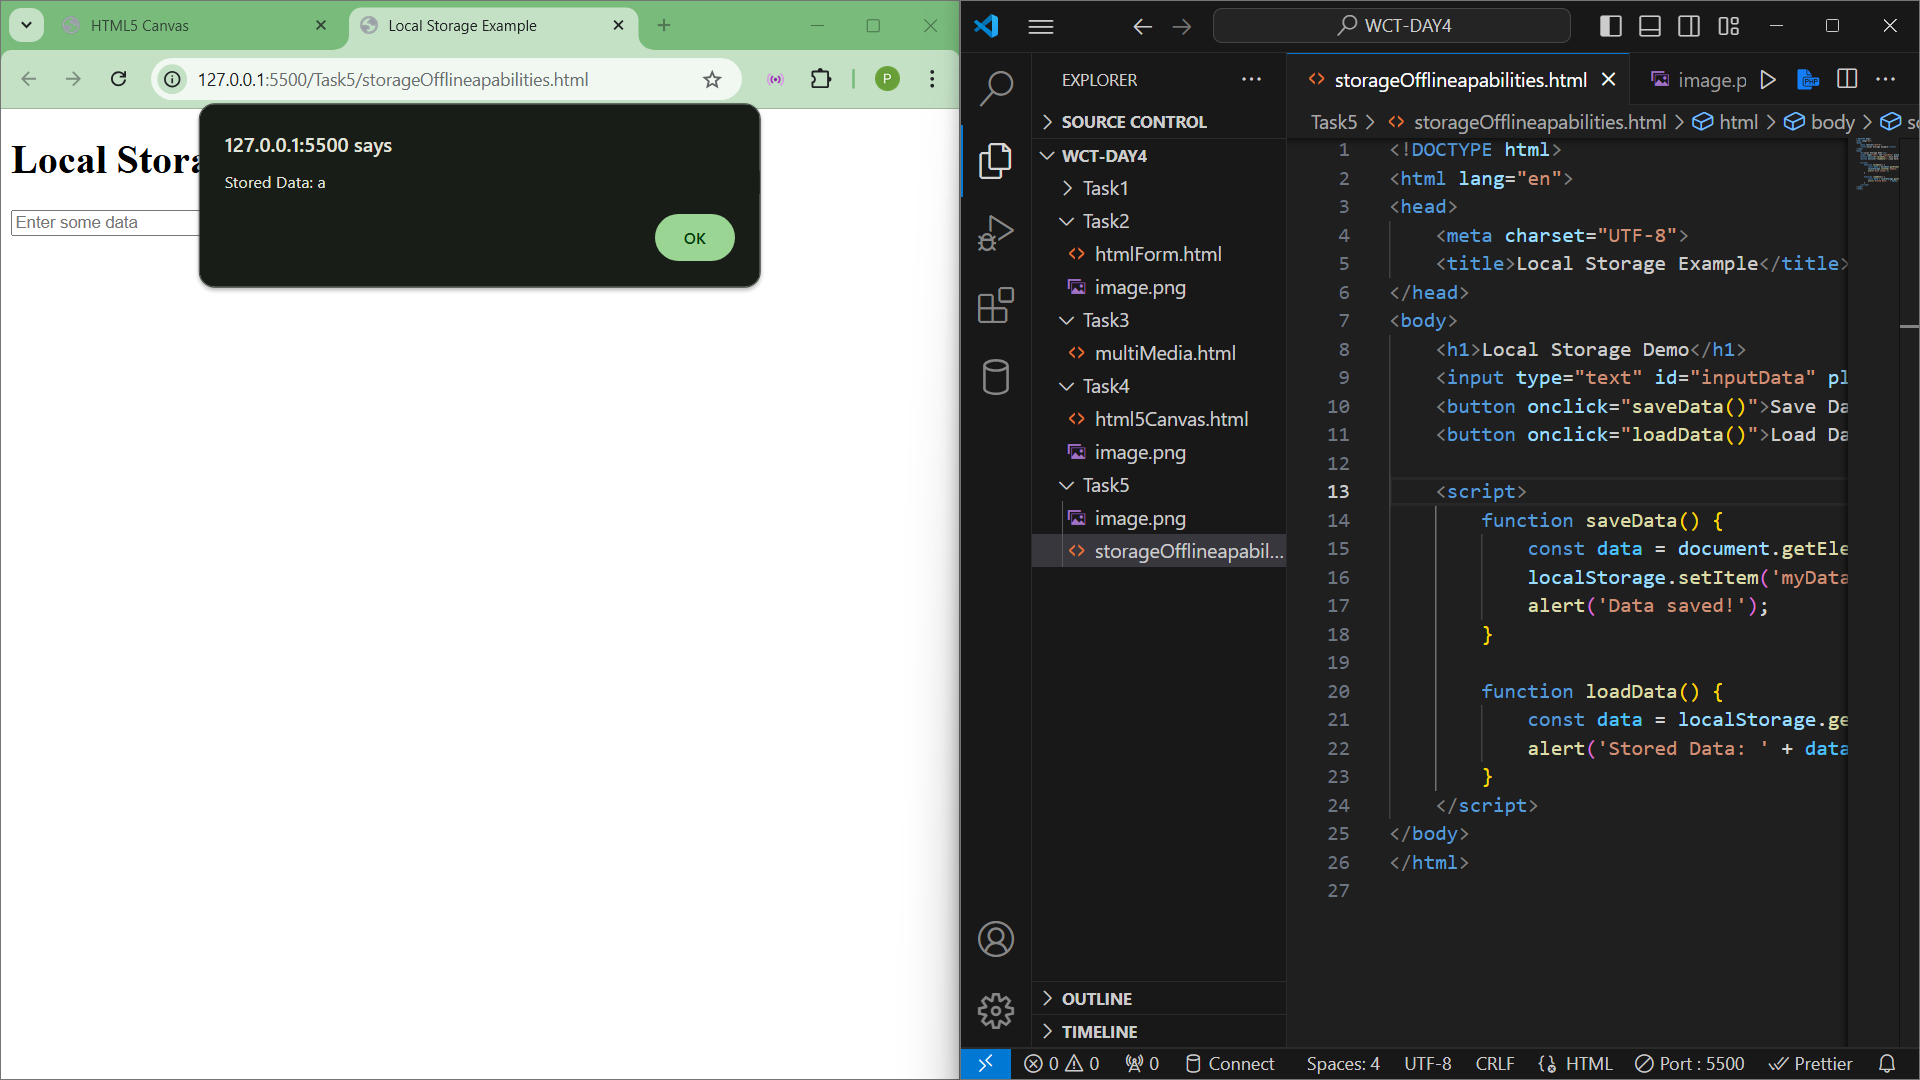 HTML5 Canvas
Local Storage Example
127.0.0.1:5500/Task5/storageOfflineapabilities.html
P
127.0.0.1:5500 says
Stored Data: a
OK
Local Stora
Enter some data
WCT-DAY4
EXPLORER
SOURCE CONTROL
WCT-DAY4
Task1
Task2
htmlForm.html
image.png
Task3
multiMedia.html
Task4
html5Canvas.html
image.png
Task5
image.png
storageOfflineapabil...
OUTLINE
TIMELINE
storageOfflineapabilities.html
image.p
Task5 > storageOfflineapabilities.html > html > body > sc
1 <!DOCTYPE html>
2 <html lang="en">
3 <head>
4 <meta charset="UTF-8">
5 <title>Local Storage Example</title>
6 </head>
7 <body>
8 <h1>Local Storage Demo</h1>
9 <input type="text" id="inputData" pl
10 <button onclick="saveData()">Save Da
11 <button onclick="loadData()">Load Da
12
13 <script>
14 function saveData() {
15 const data = document.getEle
16 localStorage.setItem('myData
17 alert('Data saved!');
18 }
19
20 function loadData() {
21 const data = localStorage.ge
22 alert('Stored Data: ' + data
23 }
24 </script>
25 </body>
26 </html>
27
0 0 0 Connect Spaces: 4 UTF-8 CRLF HTML Port : 5500 Prettier